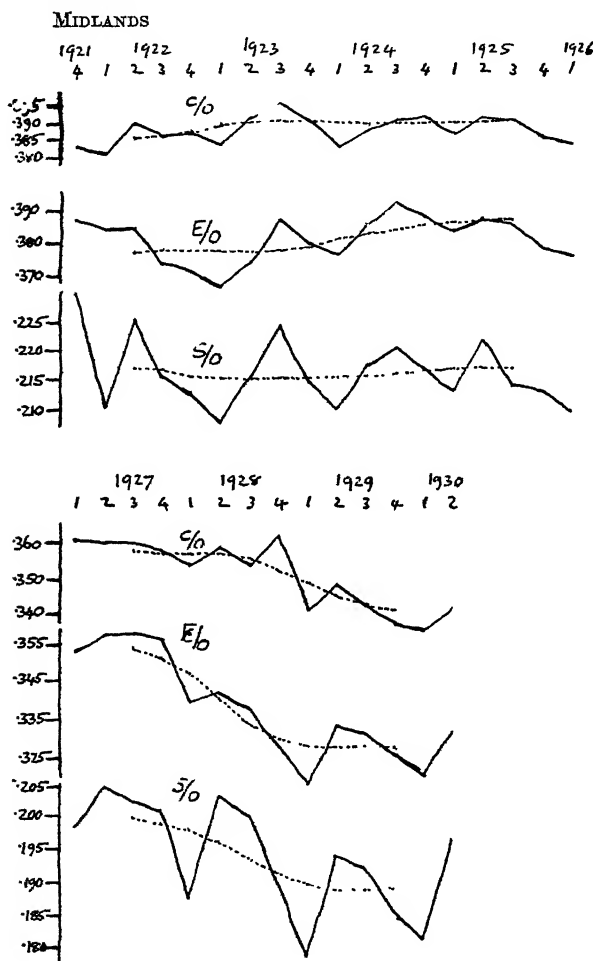 MIDLANDS
1921 1922 1923 1924 1925 1926
4 1 2 3 4 1 2 3 4 1 2 3 4 1 2 3 4 1
C/O
.390
.385
.380
E/O
.390
.380
.370
S/O
.225
.220
.215
.210
1927 1928 1929 1930
1 2 3 4 1 2 3 4 1 2 3 4 1 2
C/O
.360
.350
.340
E/O
.355
.345
.335
.325
S/O
.205
.200
.195
.190
.185
.180